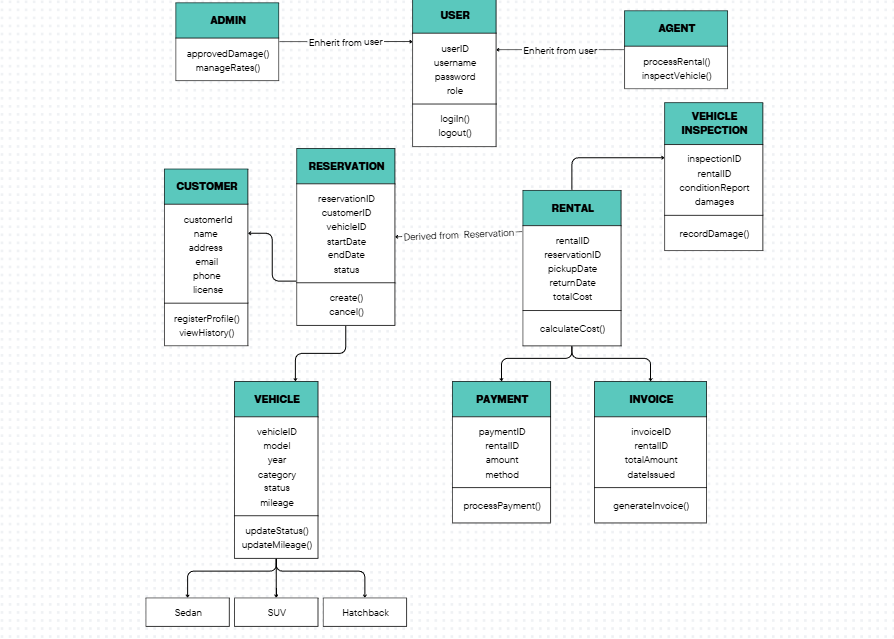 ADMIN
approvedDamage()
manageRates()
Enherit from user
USER
userID
username
password
role
logiIn()
logout()
Enherit from user
AGENT
processRental()
inspectVehicle()
VEHICLE
INSPECTION
inspectionID
rentalID
conditionReport
damages
recordDamage()
CUSTOMER
customerId
name
address
email
phone
license
registerProfile()
viewHistory()
RESERVATION
reservationID
customerID
vehicleID
startDate
endDate
status
create()
cancel()
Derived from Reservation
RENTAL
rentalID
reservationID
pickupDate
returnDate
totalCost
calculateCost()
VEHICLE
vehicleID
model
year
category
status
mileage
updateStatus()
updateMileage()
PAYMENT
paymentID
rentalID
amount
method
processPayment()
INVOICE
invoiceID
rentalID
totalAmount
dateIssued
generateInvoice()
Sedan
SUV
Hatchback